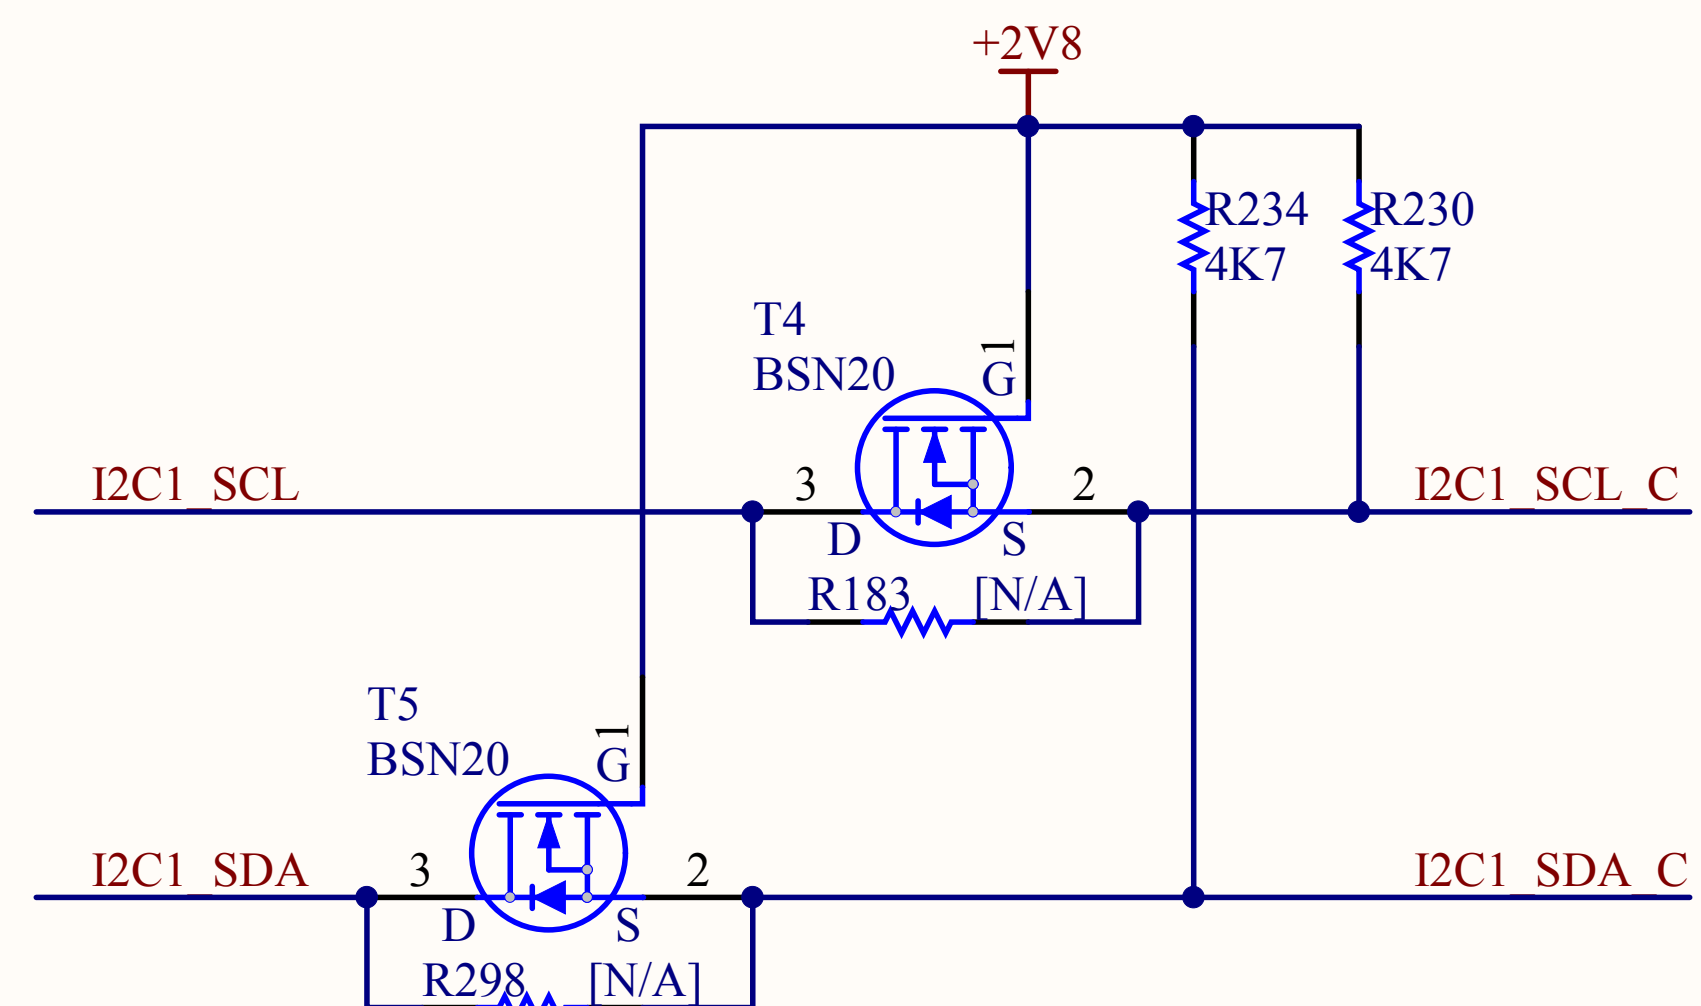 +2V8
R234
4K7
R230
4K7
T4
BSN20
1
G
I2C1_SCL
3
2
I2C1_SCL_C
D
S
R183
[N/A]
T5
BSN20
1
G
I2C1_SDA
3
2
I2C1_SDA_C
D
S
R298
[N/A]